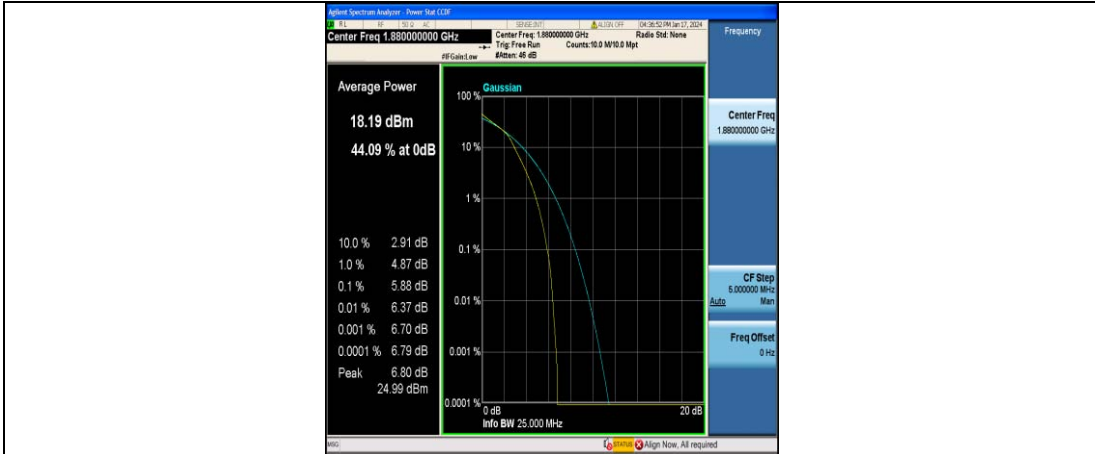 Agilent Spectrum Analyzer - Power Stat CCDF
RL RF 50 Ω AC SENSE:INT ALIGN OFF 04:36:52 PM Jan 17, 2024
Center Freq 1.880000000 GHz
Center Freq: 1.880000000 GHz Radio Std: None
Trig: Free Run Counts:10.0 M/10.0 Mpt
#IFGain:Low #Atten: 46 dB
Frequency
Average Power
18.19 dBm
44.09 % at 0dB
10.0 % 2.91 dB
1.0 % 4.87 dB
0.1 % 5.88 dB
0.01 % 6.37 dB
0.001 % 6.70 dB
0.0001 % 6.79 dB
Peak 6.80 dB
24.99 dBm
Gaussian
100 %
10 %
1 %
0.1 %
0.01 %
0.001 %
0.0001 %
0 dB 20 dB
Info BW 25.000 MHz
Center Freq
1.880000000 GHz
CF Step
5.000000 MHz
Auto Man
Freq Offset
0 Hz
MSG STATUS Align Now, All required